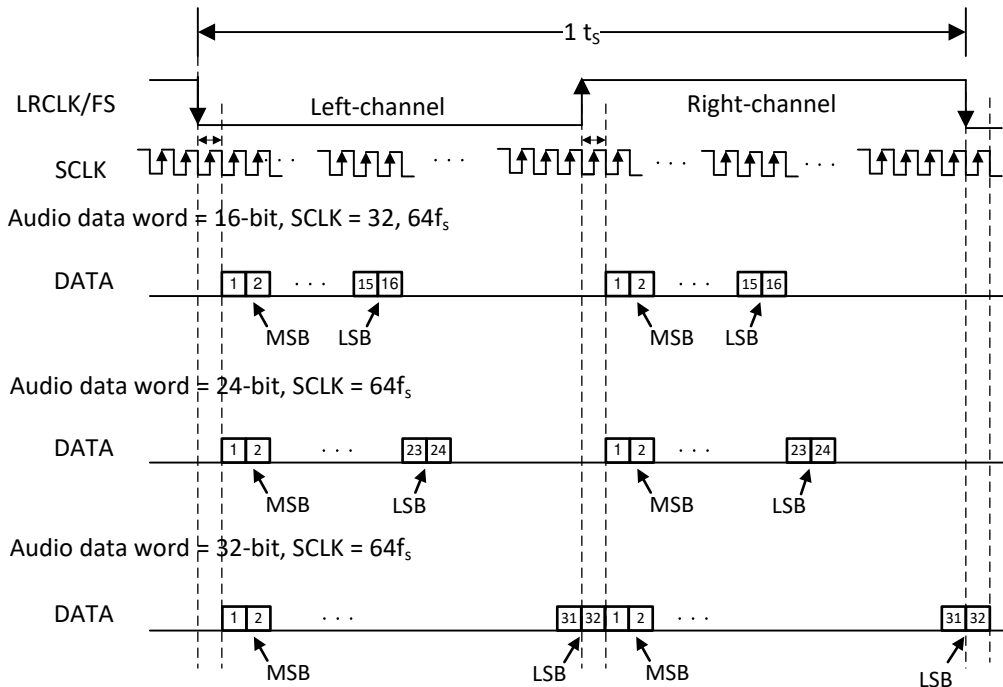 1 tS
LRCLK/FS
Left-channel
Right-channel
SCLK
. . .
. . .
. . .
. . .
Audio data word = 16-bit, SCLK = 32, 64fs
DATA
1 2 . . . 15 16 1 2 . . . 15 16
MSB LSB MSB LSB
Audio data word = 24-bit, SCLK = 64fs
DATA
1 2 . . . 23 24 1 2 . . . 23 24
MSB LSB MSB LSB
Audio data word = 32-bit, SCLK = 64fs
DATA
1 2 . . . 31 32 1 2 . . . 31 32
MSB LSB MSB LSB